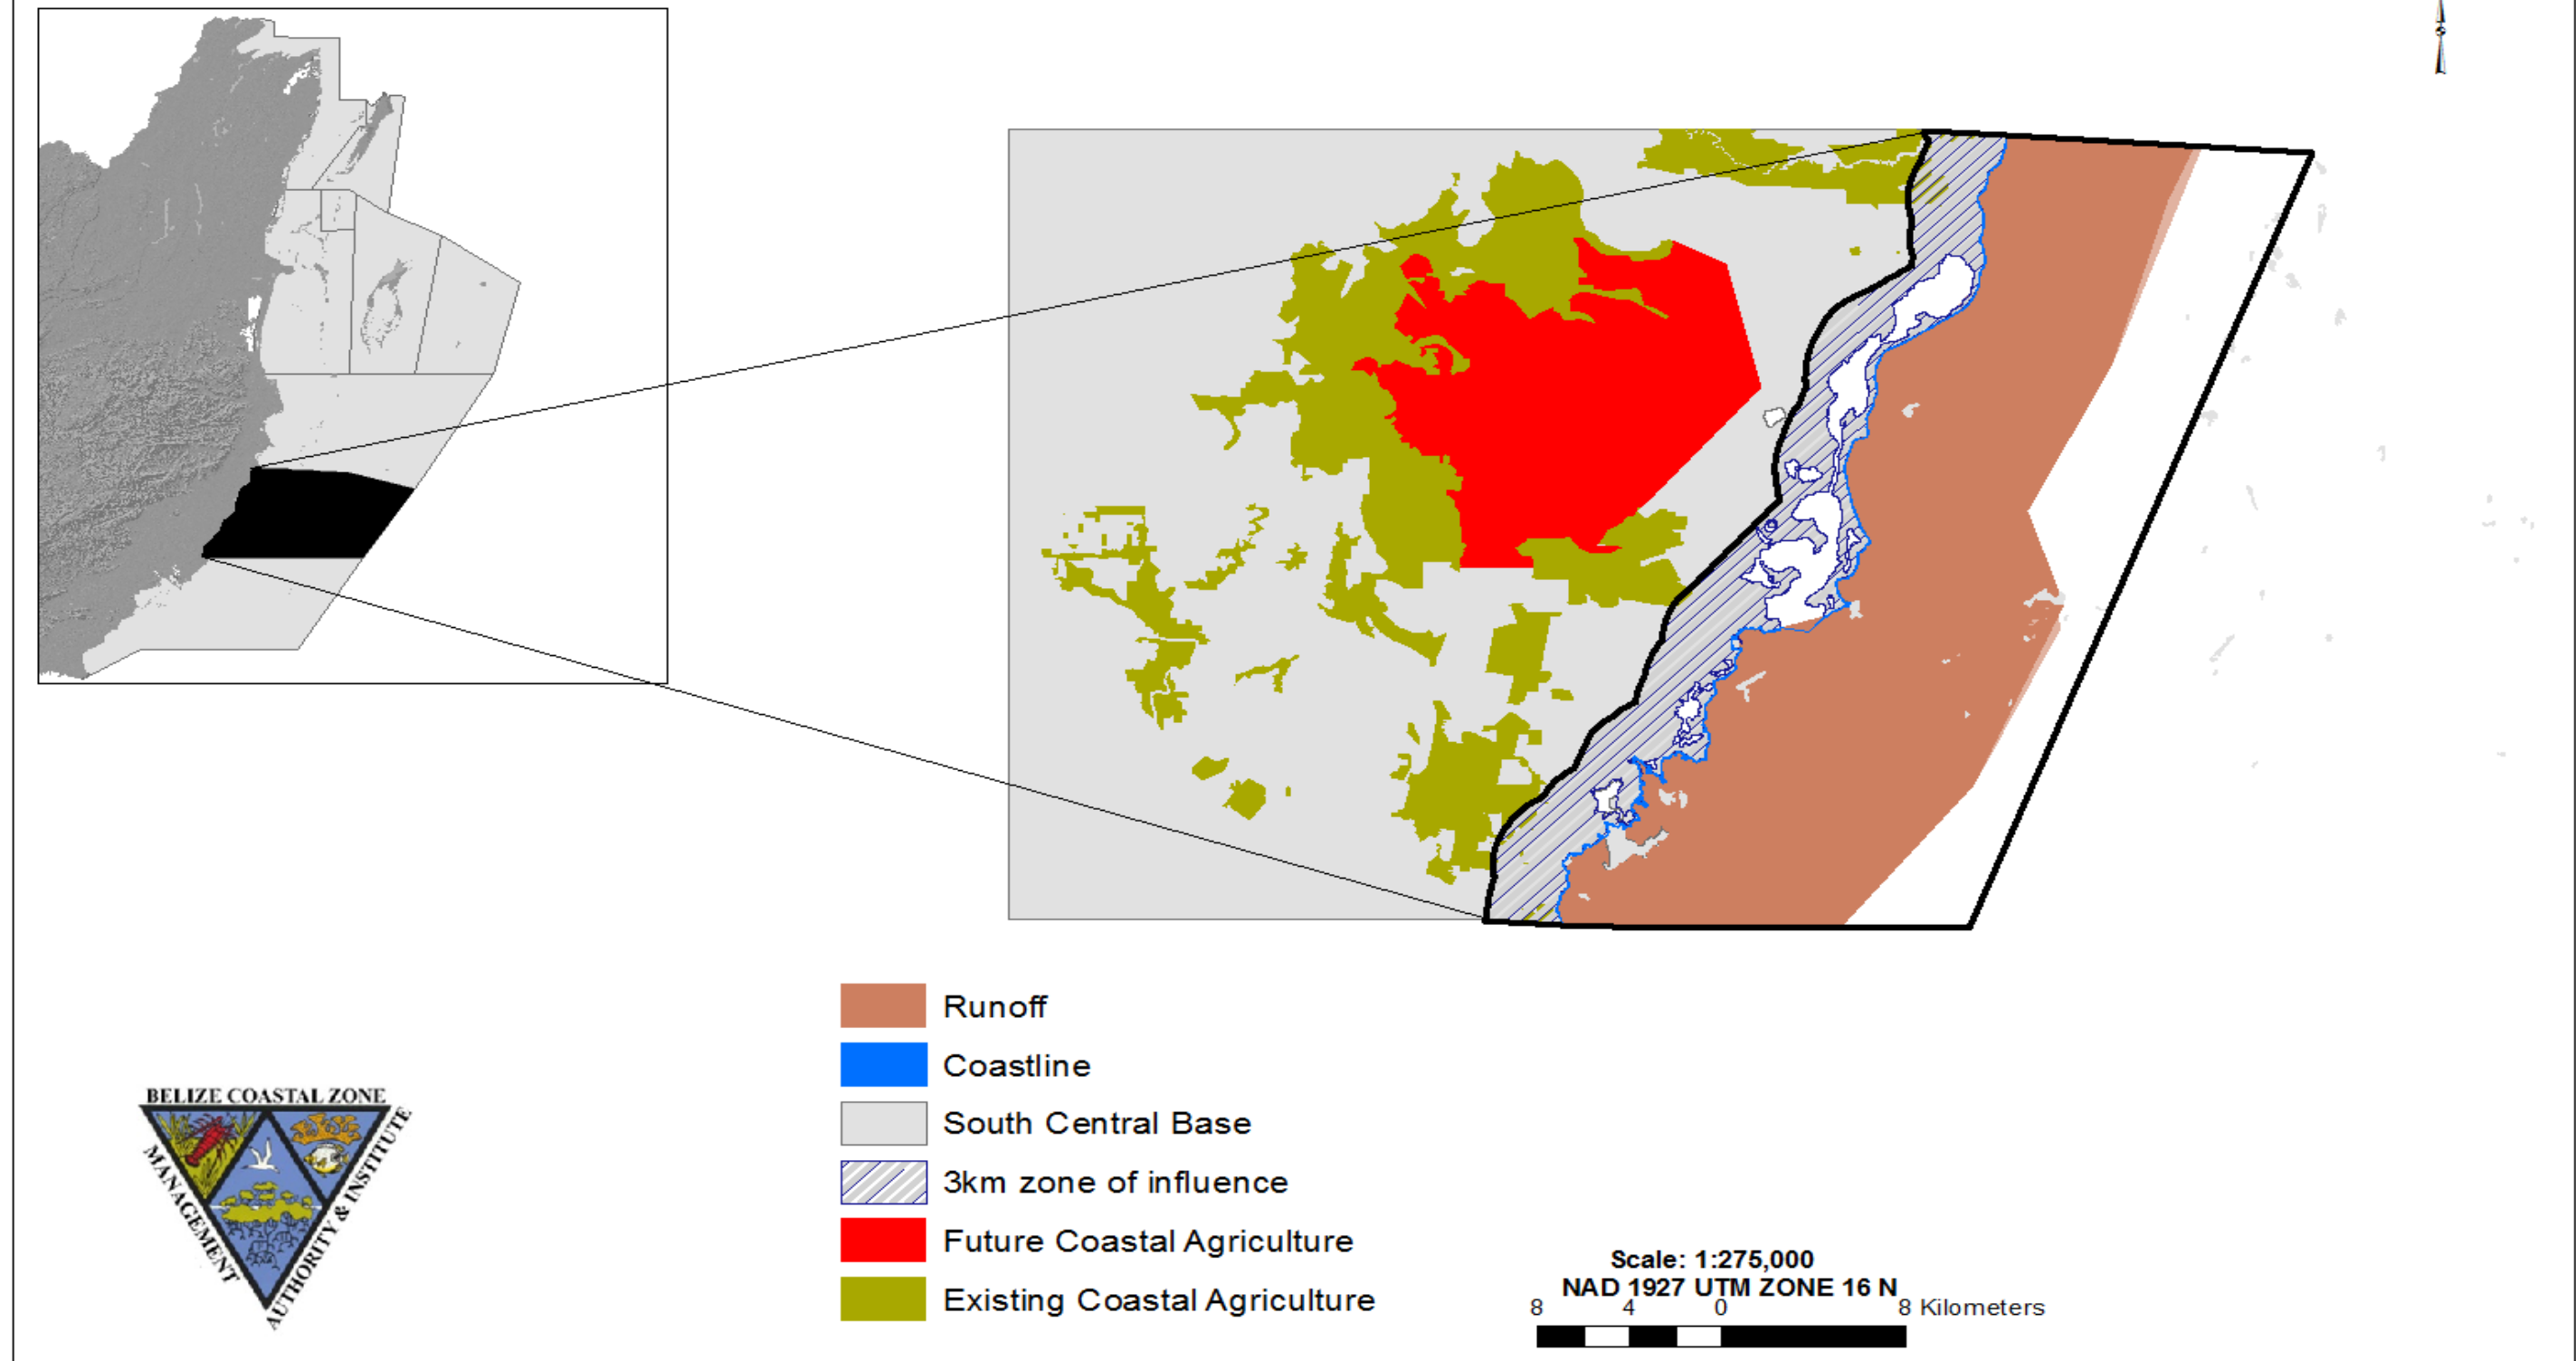 Runoff
Coastline
South Central Base
3km zone of influence
Future Coastal Agriculture
Existing Coastal Agriculture
BELIZE COASTAL ZONE
MANAGEMENT
AUTHORITY & INSTITUTE
Scale: 1:275,000
NAD 1927 UTM ZONE 16 N
8 4 0 8 Kilometers